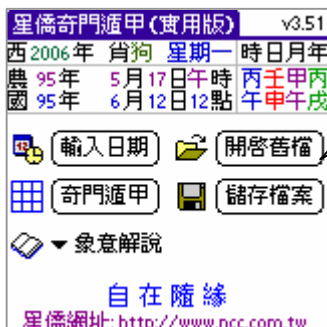 星僑奇門遁甲(實用版) v3.51
西2006年 肖狗 星期一 時日月年
農 95年 5月17日午時 丙壬甲丙
國 95年 6月12日12點 午申午戌
輸入日期 開啓舊檔
奇門遁甲 儲存檔案
▼ 象意解說
自在隨緣
星僑網址: http://www.ncc.com.tw